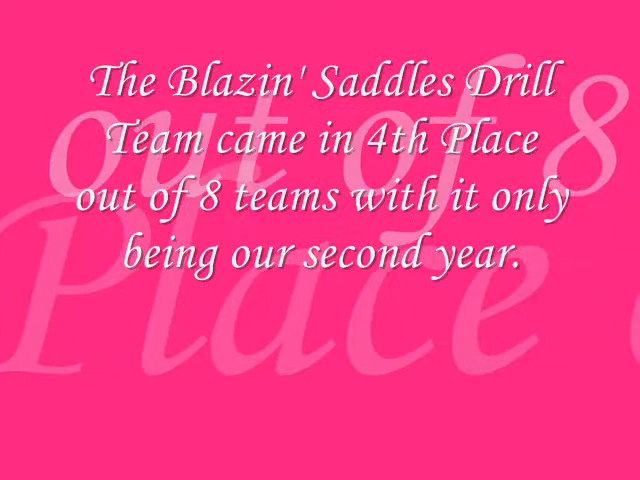 The Blazin' Saddles Drill
Team came in 4th Place
out of 8 teams with it only
being our second year.
out of 8
Place